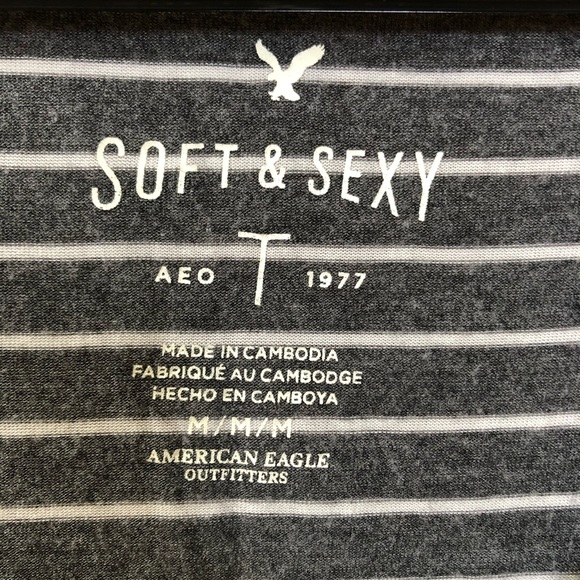 SOFT & SEXY
T
AEO 1977
MADE IN CAMBODIA
FABRIQUÉ AU CAMBODGE
HECHO EN CAMBOYA
M/M/M
AMERICAN EAGLE
OUTFITTERS